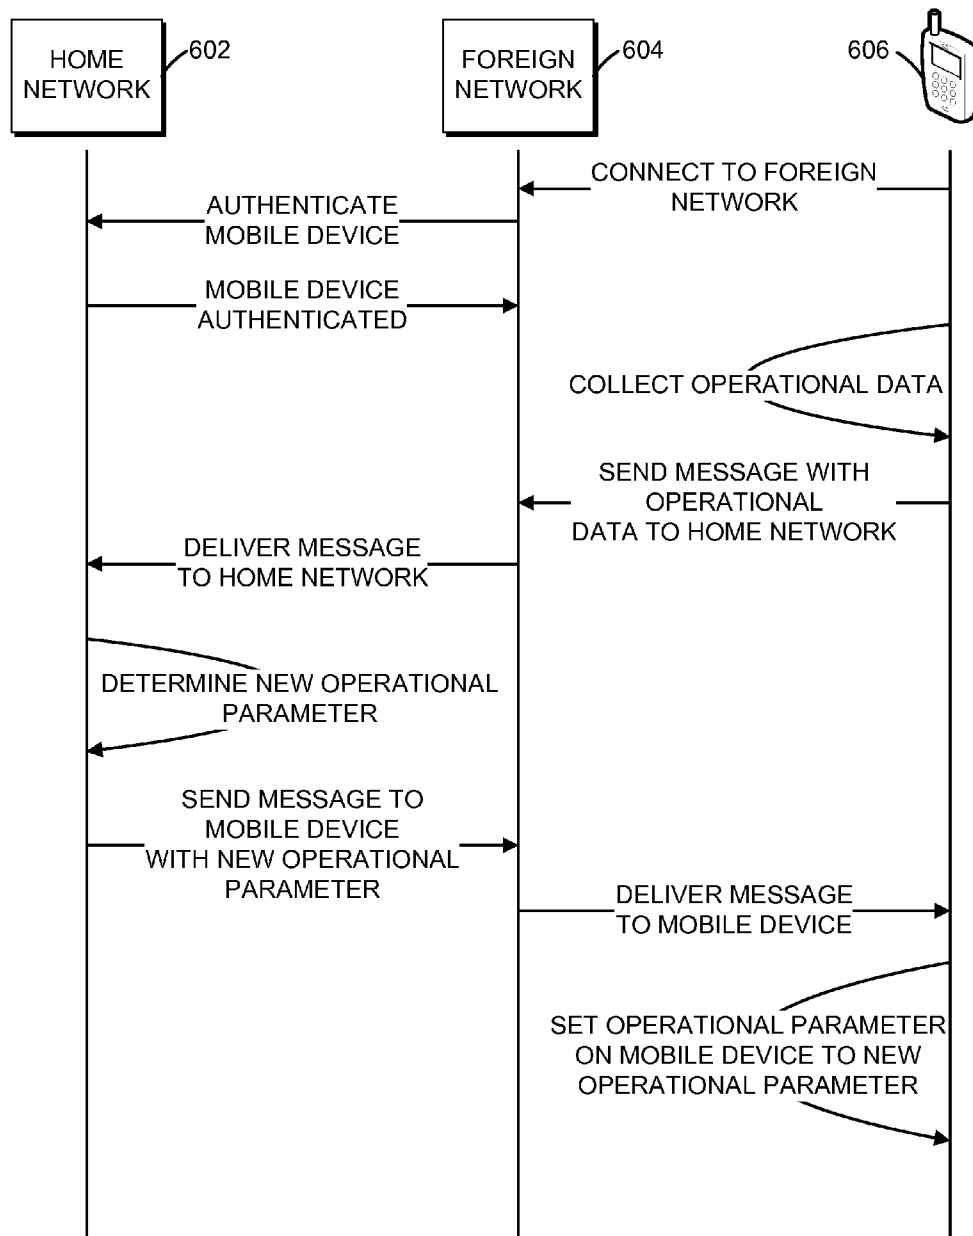 HOME
NETWORK
602
FOREIGN
NETWORK
604
606
CONNECT TO FOREIGN
NETWORK
AUTHENTICATE
MOBILE DEVICE
MOBILE DEVICE
AUTHENTICATED
COLLECT OPERATIONAL DATA
SEND MESSAGE WITH
OPERATIONAL
DATA TO HOME NETWORK
DELIVER MESSAGE
TO HOME NETWORK
DETERMINE NEW OPERATIONAL
PARAMETER
SEND MESSAGE TO
MOBILE DEVICE
WITH NEW OPERATIONAL
PARAMETER
DELIVER MESSAGE
TO MOBILE DEVICE
SET OPERATIONAL PARAMETER
ON MOBILE DEVICE TO NEW
OPERATIONAL PARAMETER